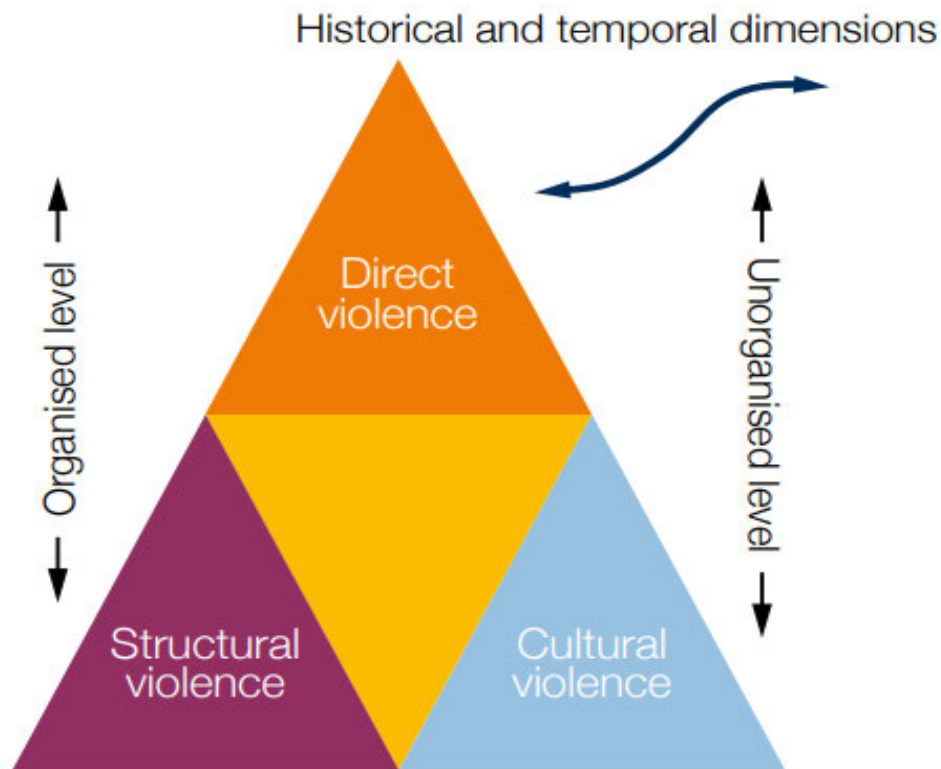 Historical and temporal dimensions
Direct
violence
Organised level
Unorganised level
Structural
violence
Cultural
violence